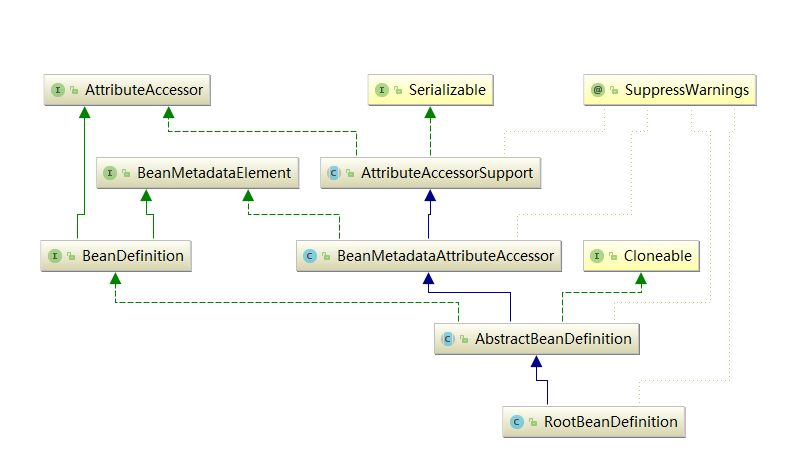 I AttributeAccessor
I Serializable
@ SuppressWarnings
I BeanMetadataElement
C AttributeAccessorSupport
I BeanDefinition
C BeanMetadataAttributeAccessor
I Cloneable
C AbstractBeanDefinition
C RootBeanDefinition